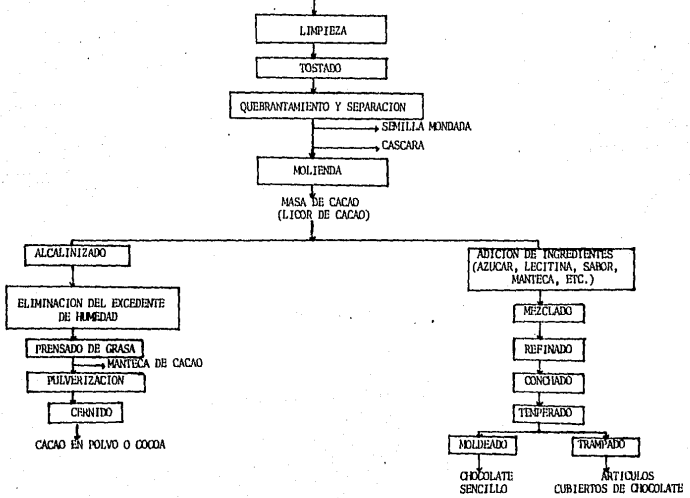 LIMPIEZA
TOSTADO
QUEBRANTAMIENTO Y SEPARACION
SEMILLA MONDADA
CASCARA
MOLIENDA
MASA DE CACAO
(LICOR DE CACAO)
ALCALINIZADO
ELIMINACION DEL EXCEDENTE
DE HUMEDAD
PRENSADO DE GRASA
MANTECA DE CACAO
PULVERIZACION
CERNIDO
CACAO EN POLVO O COCOA
ADICION DE INGREDIENTES
(AZUCAR, LECITINA, SABOR,
MANTECA, ETC.)
MEZCLADO
REFINADO
CONCHADO
TEMPERADO
MOLDEADO
TRAMPADO
CHOCOLATE
SENCILLO
ARTICULOS
CUBIERTOS DE CHOCOLATE